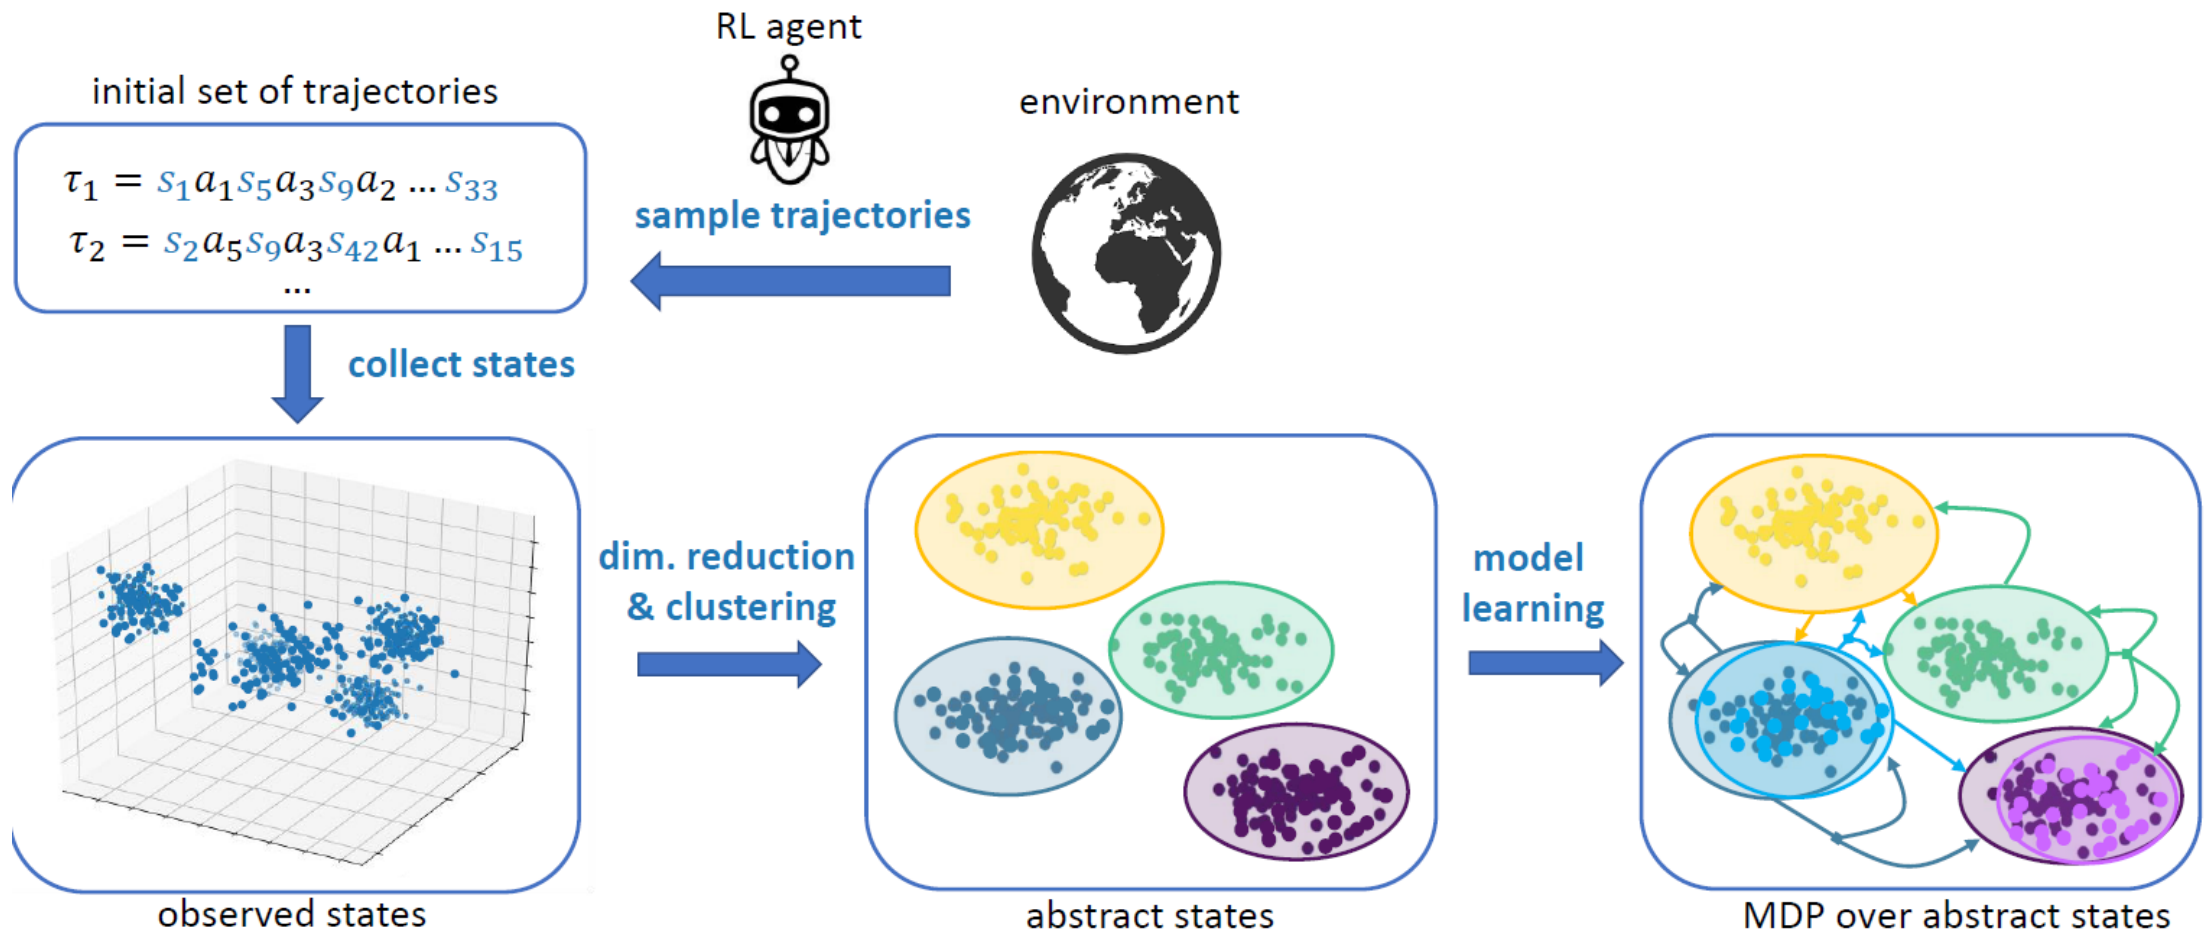 RL agent
initial set of trajectories
environment
τ₁ = s₁a₁s₅a₃s₉a₂ ... s₃₃
τ₂ = s₂a₅s₉a₃s₄₂a₁ ... s₁₅
...
sample trajectories
collect states
dim. reduction
& clustering
model
learning
observed states
abstract states
MDP over abstract states